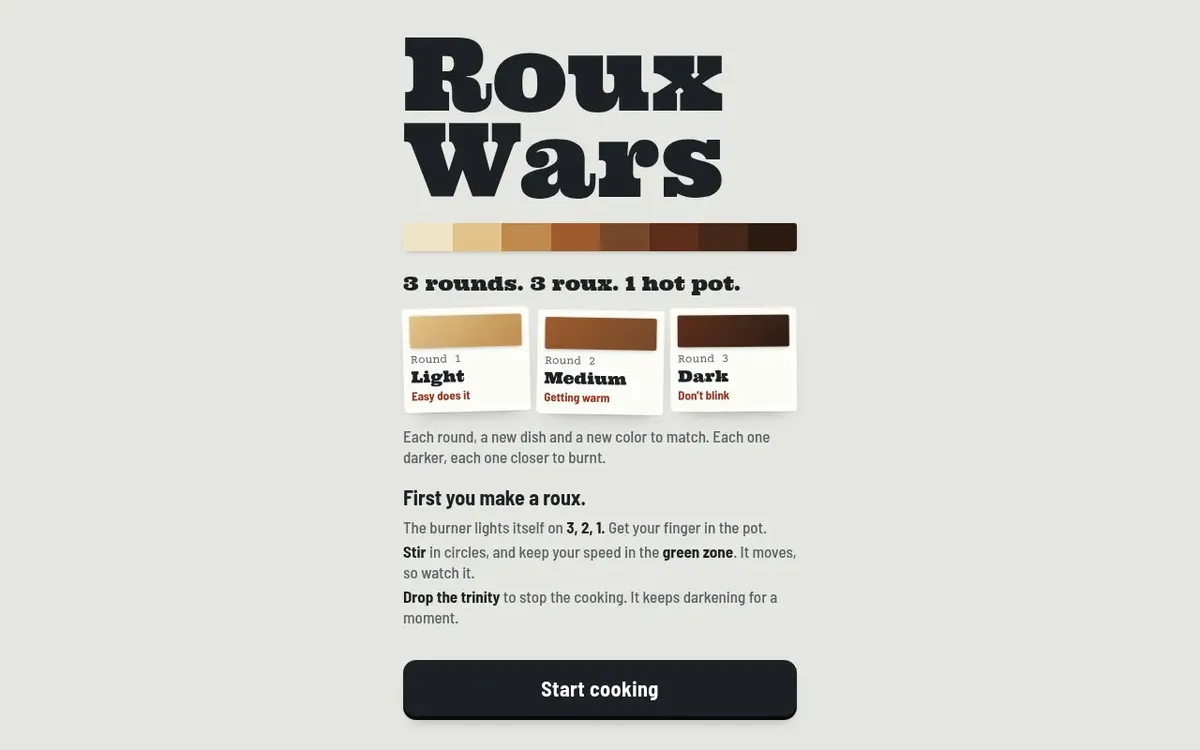 Roux
Wars
3 rounds. 3 roux. 1 hot pot.
Round 1
Light
Easy does it
Round 2
Medium
Getting warm
Round 3
Dark
Don't blink
Each round, a new dish and a new color to match. Each one
darker, each one closer to burnt.
First you make a roux.
The burner lights itself on 3, 2, 1. Get your finger in the pot.
Stir in circles, and keep your speed in the green zone. It moves,
so watch it.
Drop the trinity to stop the cooking. It keeps darkening for a
moment.
Start cooking